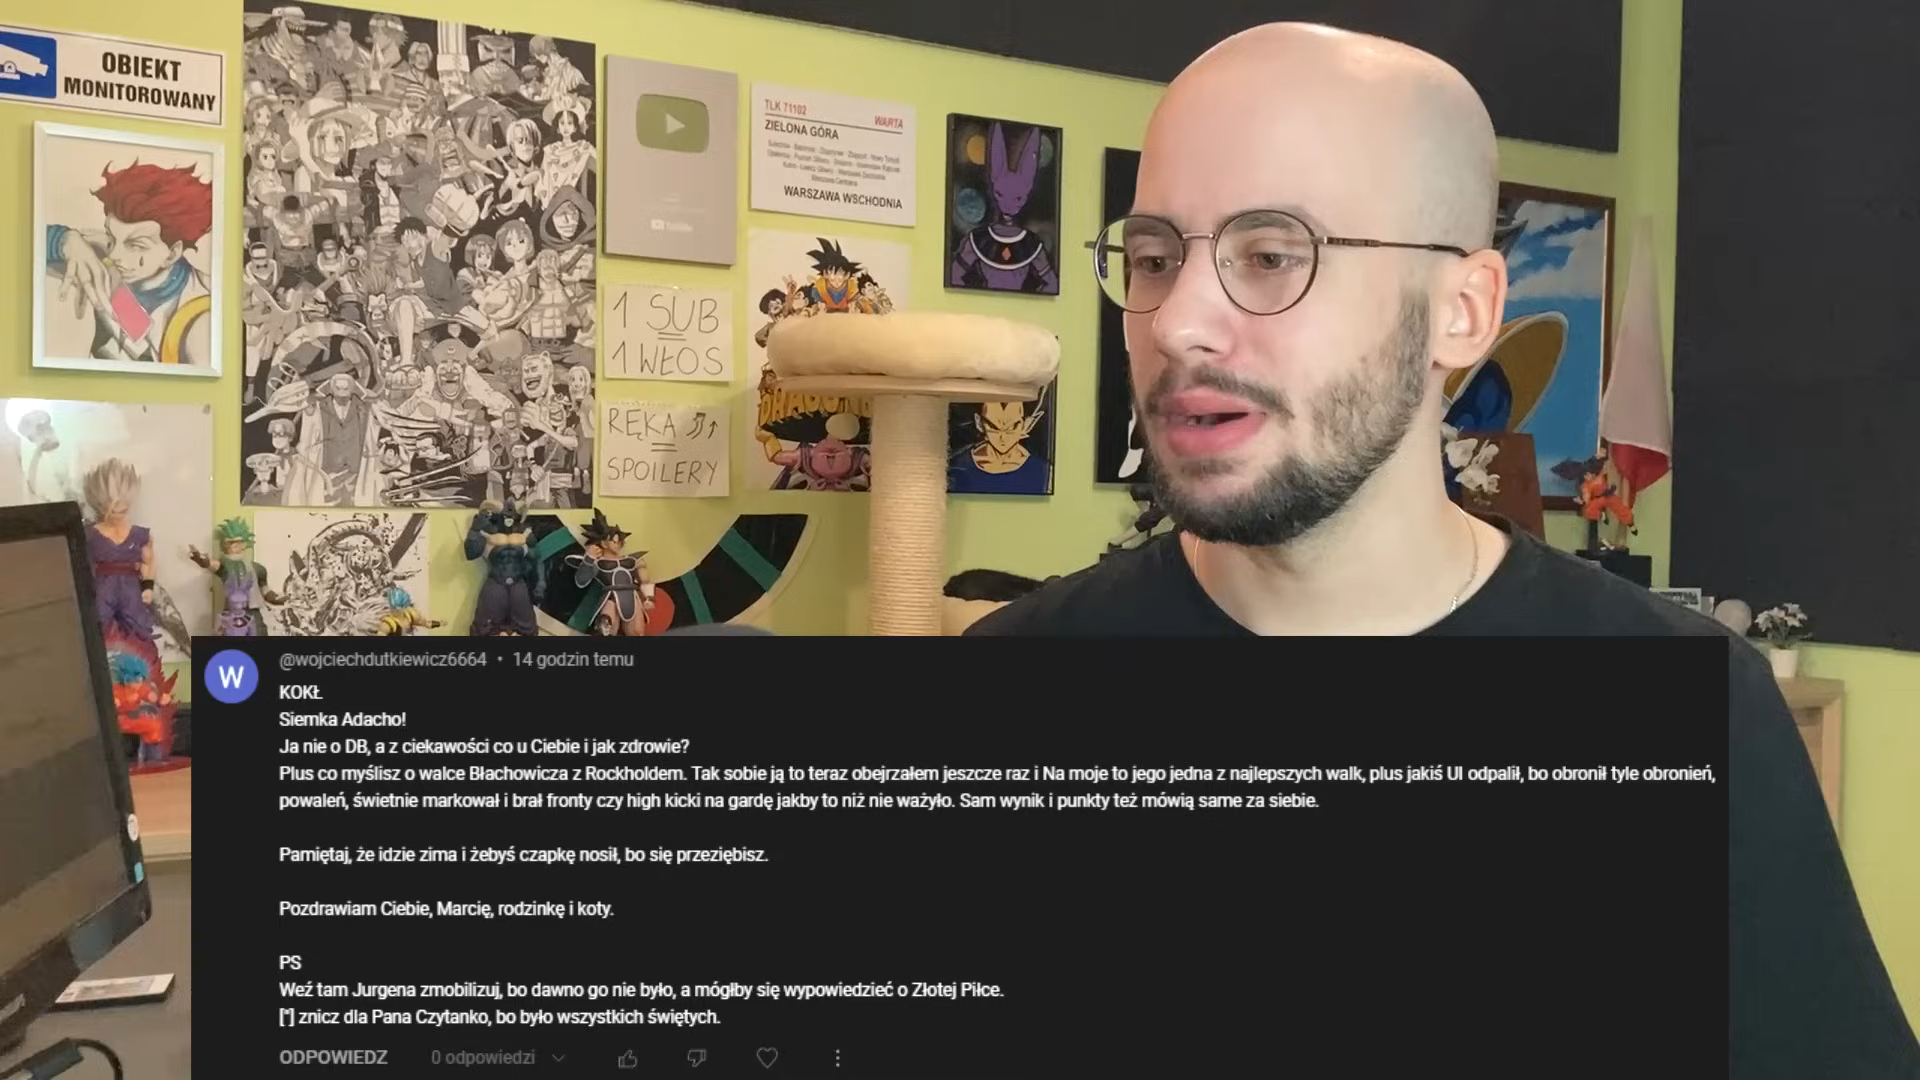 OBIEKT
MONITOROWANY
TLK 71102
WARTA
ZIELONA GÓRA
WARSZAWA WSCHODNIA
YouTube
1 SUB
1 WŁOS
RĘKA
SPOILERY
W
@wojciechdutkiewicz6664 • 14 godzin temu
KOKŁ
Siemka Adacho!
Ja nie o DB, a z ciekawości co u Ciebie i jak zdrowie?
Plus co myślisz o walce Błachowicza z Rockholdem. Tak sobie ją to teraz obejrzałem jeszcze raz i Na moje to jego jedna z najlepszych walk, plus jakiś UI odpalił, bo obronił tyle obronień,
powaleń, świetnie markował i brał fronty czy high kicki na gardę jakby to niż nie ważyło. Sam wynik i punkty też mówią same za siebie.
Pamiętaj, że idzie zima i żebyś czapkę nosił, bo się przeziębisz.
Pozdrawiam Ciebie, Marcię, rodzinkę i koty.
PS
Weź tam Jurgena zmobilizuj, bo dawno go nie było, a mógłby się wypowiedzieć o Złotej Piłce.
[*] znicz dla Pana Czytanko, bo było wszystkich świętych.
ODPOWIEDZ 0 odpowiedzi